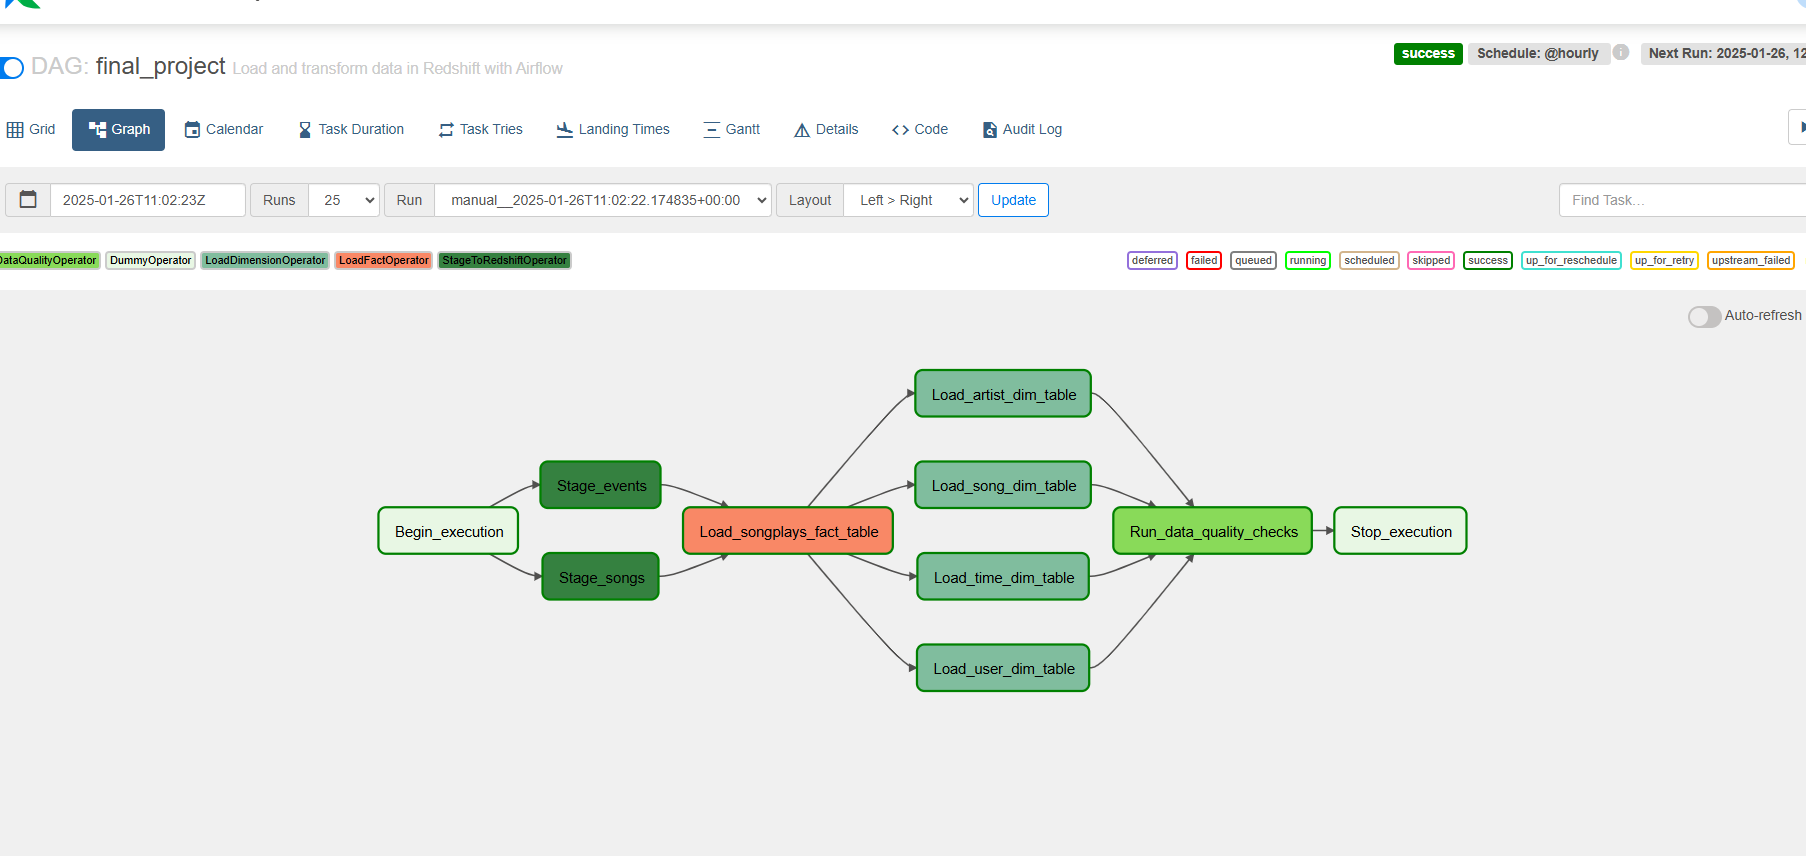 success Schedule: @hourly Next Run: 2025-01-26, 12
DAG: final_project Load and transform data in Redshift with Airflow
Grid Graph Calendar Task Duration Task Tries Landing Times Gantt Details Code Audit Log
2025-01-26T11:02:23Z Runs 25 Run manual__2025-01-26T11:02:22.174835+00:00 Layout Left > Right Update Find Task...
DataQualityOperator DummyOperator LoadDimensionOperator LoadFactOperator StageToRedshiftOperator deferred failed queued running scheduled skipped success up_for_reschedule up_for_retry upstream_failed
Auto-refresh
Load_artist_dim_table
Stage_events Load_song_dim_table
Begin_execution Load_songplays_fact_table Run_data_quality_checks Stop_execution
Stage_songs Load_time_dim_table
Load_user_dim_table